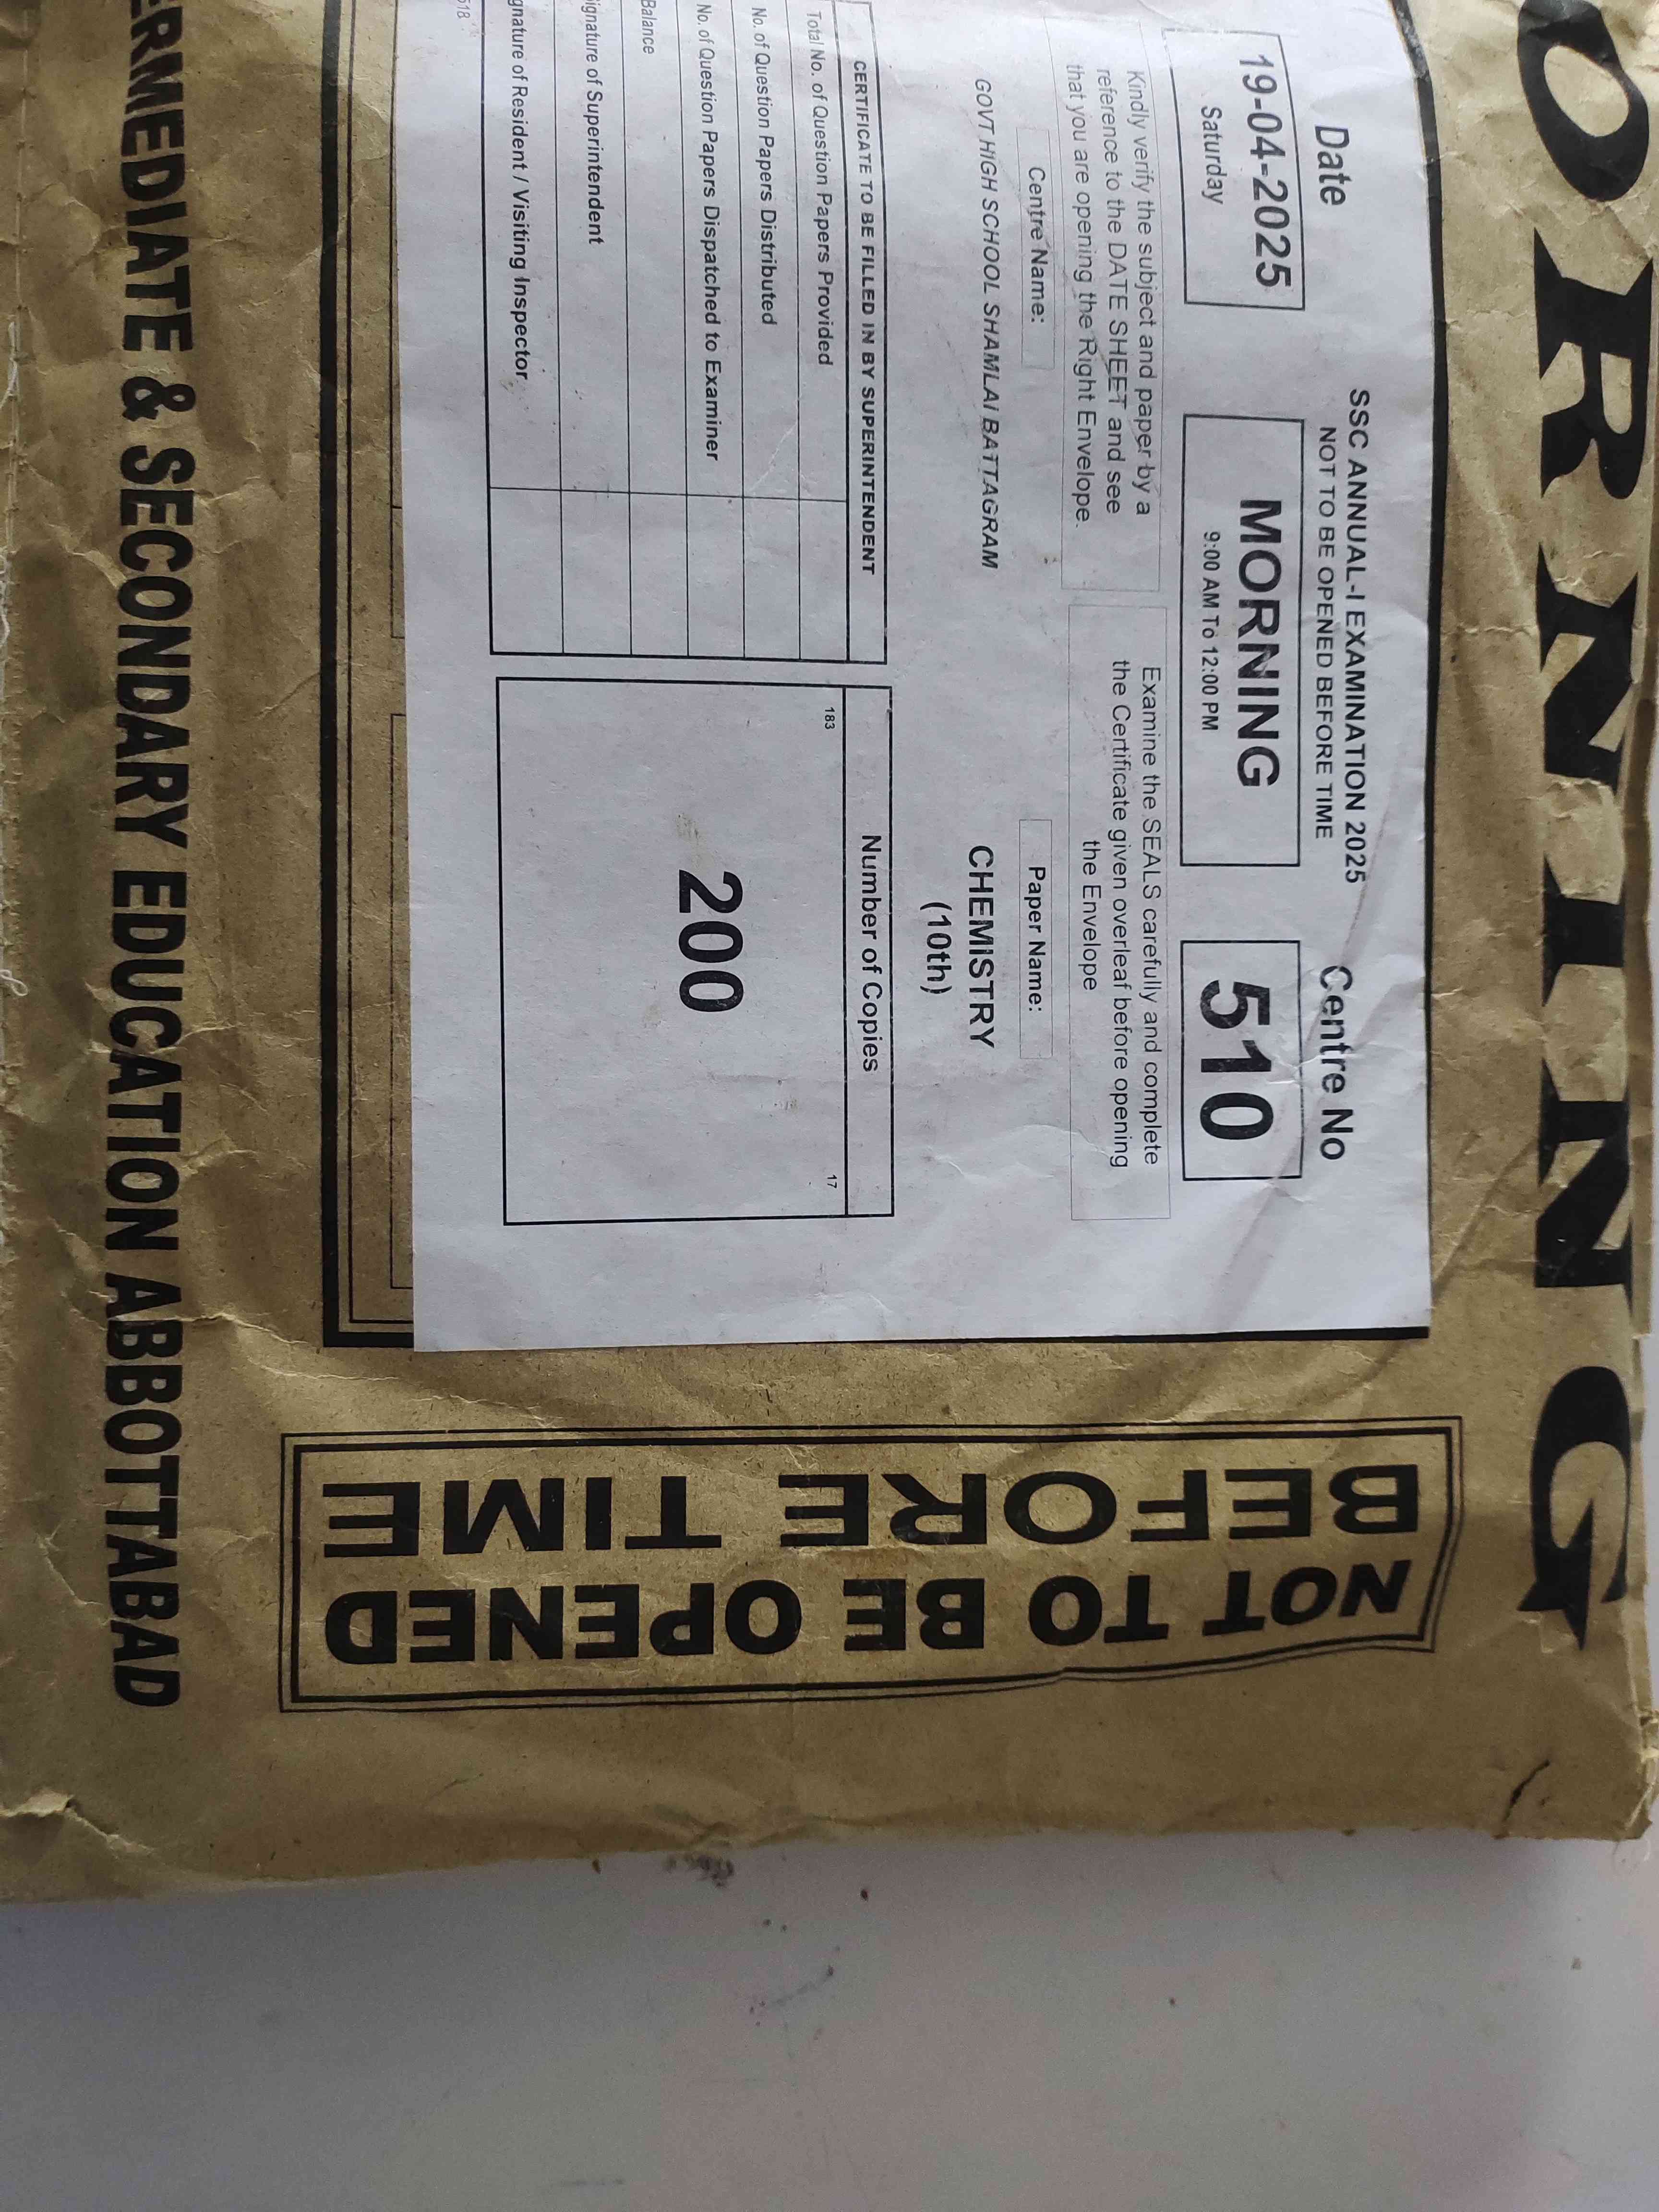 ORNING
SSC ANNUAL-I EXAMINATION 2025
NOT TO BE OPENED BEFORE TIME
Date
Centre No
19-04-2025
Saturday
MORNING
9:00 AM To 12:00 PM
510
Kindly verify the subject and paper by a
reference to the DATE SHEET and see
that you are opening the Right Envelope.
Examine the SEALS carefully and complete
the Certificate given overleaf before opening
the Envelope
Centre Name:
Paper Name:
GOVT HIGH SCHOOL SHAMLAI BATTAGRAM
CHEMISTRY
(10th)
CERTIFICATE TO BE FILLED IN BY SUPERINTENDENT
Total No. of Question Papers Provided
No. of Question Papers Distributed
No. of Question Papers Dispatched to Examiner
Balance
ignature of Superintendent
gnature of Resident / Visiting Inspector
Number of Copies
183
17
200
518
ERMEDIATE & SECONDARY EDUCATION ABBOTTABAD
NOT TO BE OPENED
BEFORE TIME